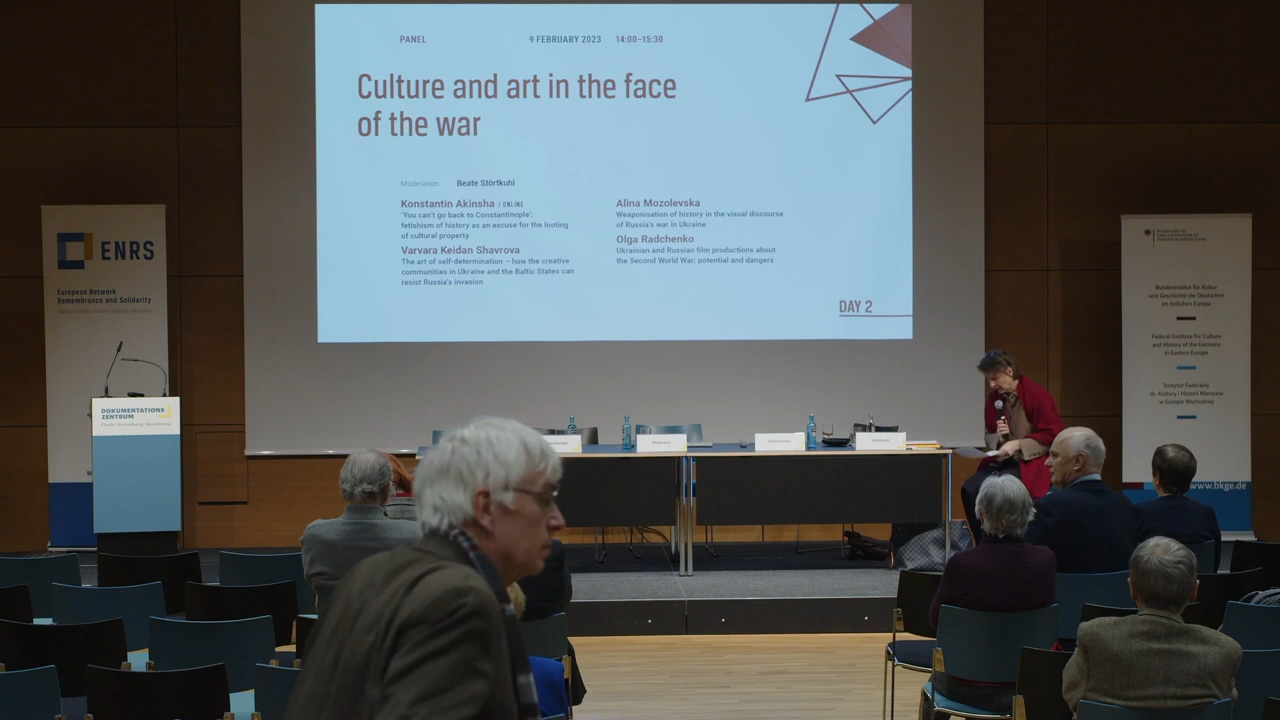 PANEL
9 FEBRUARY 2023 14:00–15:30
Culture and art in the face
of the war
Moderation: Beate Störtkuhl
Konstantin Akinsha / ONLINE
'You can't go back to Constantinople':
fetishism of history as an excuse for the looting
of cultural property
Varvara Keidan Shavrova
The art of self-determination – how the creative
communities in Ukraine and the Baltic States can
resist Russia's invasion
Alina Mozolevska
Weaponisation of history in the visual discourse
of Russia's war in Ukraine
Olga Radchenko
Ukrainian and Russian film productions about
the Second World War: potential and dangers
DAY 2
ENRS
European Network
Remembrance and Solidarity
W
DOKUMENTATIONS
ZENTRUM
Flucht, Vertreibung, Versöhnung
Bundesinstitut für Kultur
und Geschichte der Deutschen
im östlichen Europa
Federal Institute for Culture
and History of the Germans
in Eastern Europe
Instytut Federalny
ds. Kultury i Historii Niemców
w Europie Wschodniej
www.bkge.de